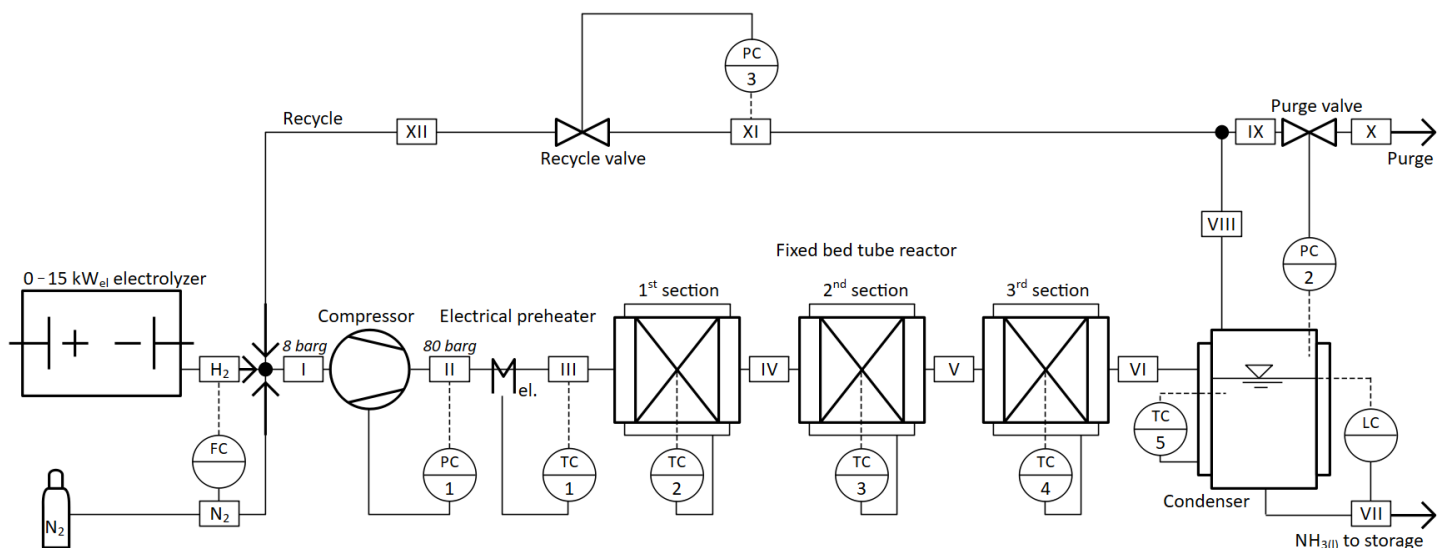 PC
3
Purge valve
Recycle
XII
XI
IX
X
Recycle valve
Purge
VIII
Fixed bed tube reactor
PC
2
0 – 15 kWel electrolyzer
1st section
2nd section
3rd section
Compressor
Electrical preheater
8 barg
80 barg
H2
I
II
III
IV
V
VI
el.
TC
5
LC
FC
PC
1
TC
1
TC
2
TC
3
TC
4
Condenser
N2
N2
VII
NH3(l) to storage